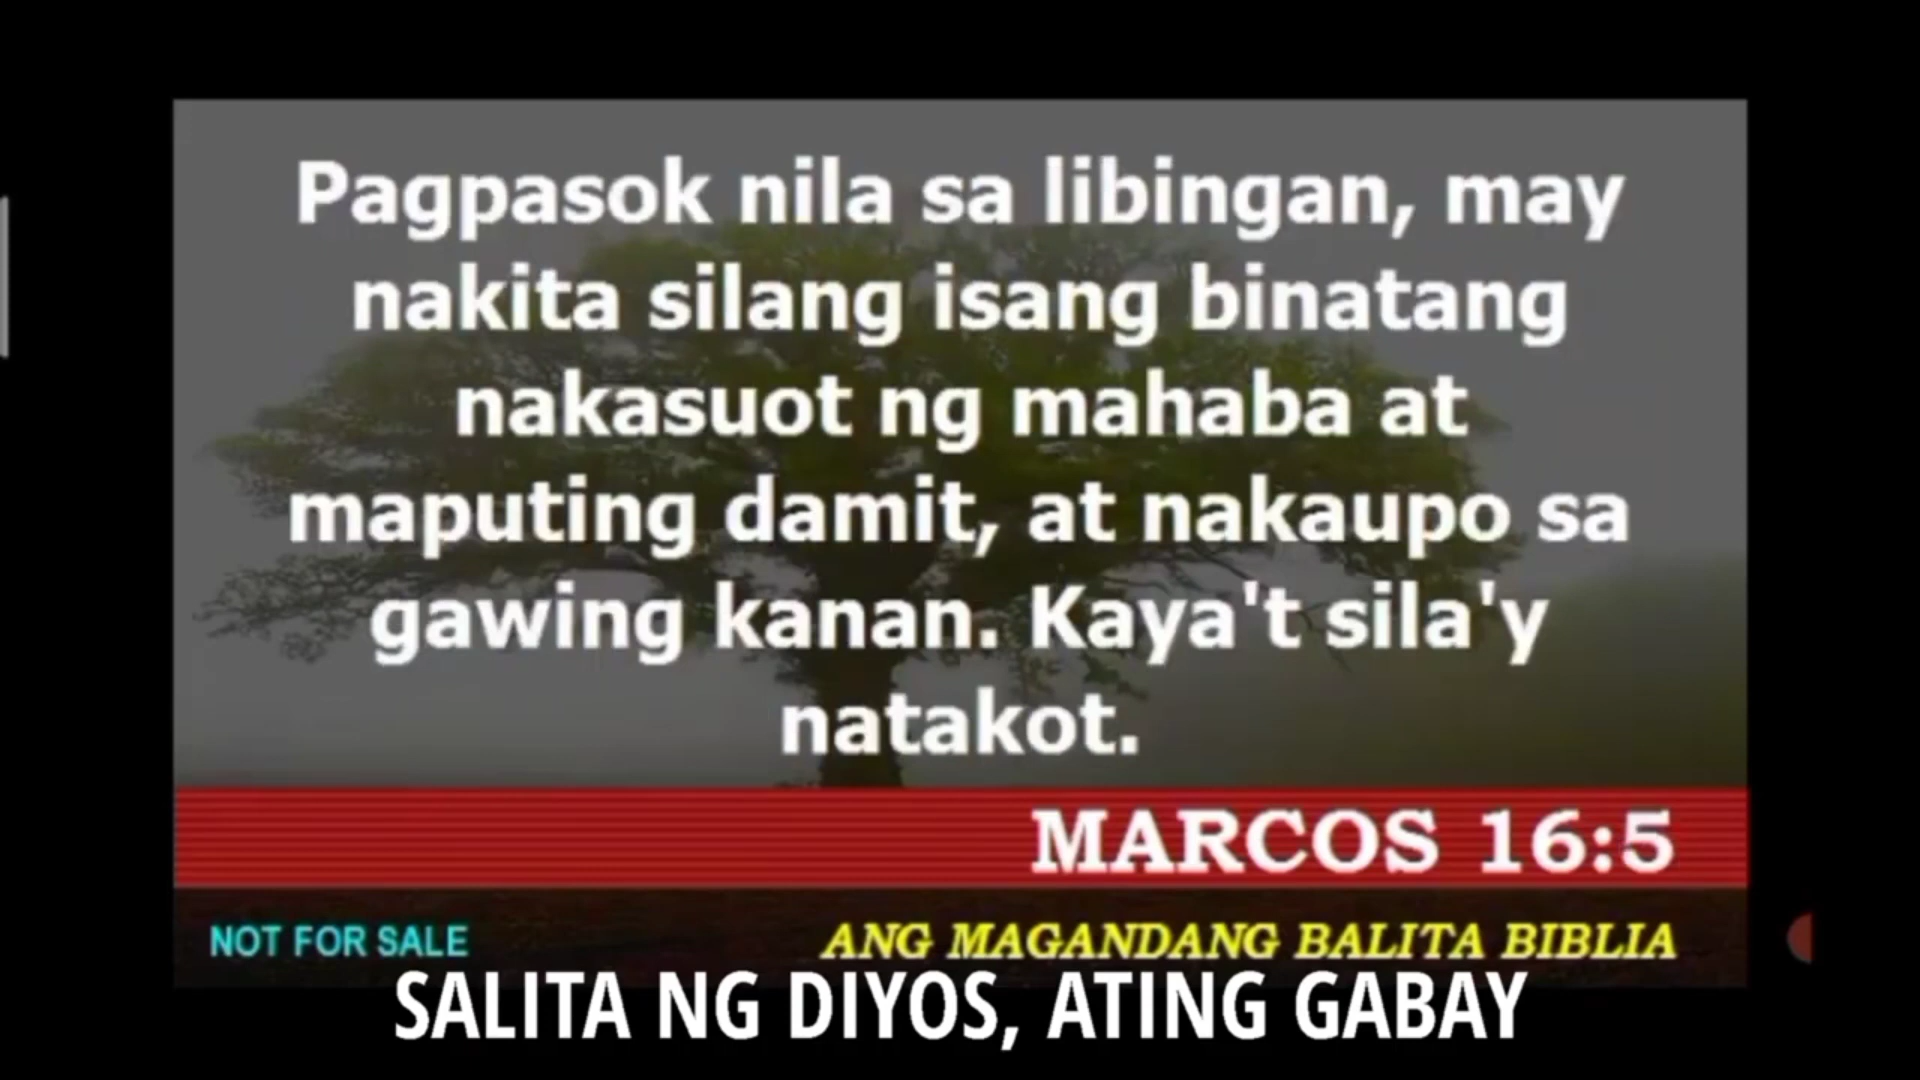 Pagpasok nila sa libingan, may
nakita silang isang binatang
nakasuot ng mahaba at
maputing damit, at nakaupo sa
gawing kanan. Kaya't sila'y
natakot.
MARCOS 16:5
NOT FOR SALE
ANG MAGANDANG BALITA BIBLIA
SALITA NG DIYOS, ATING GABAY